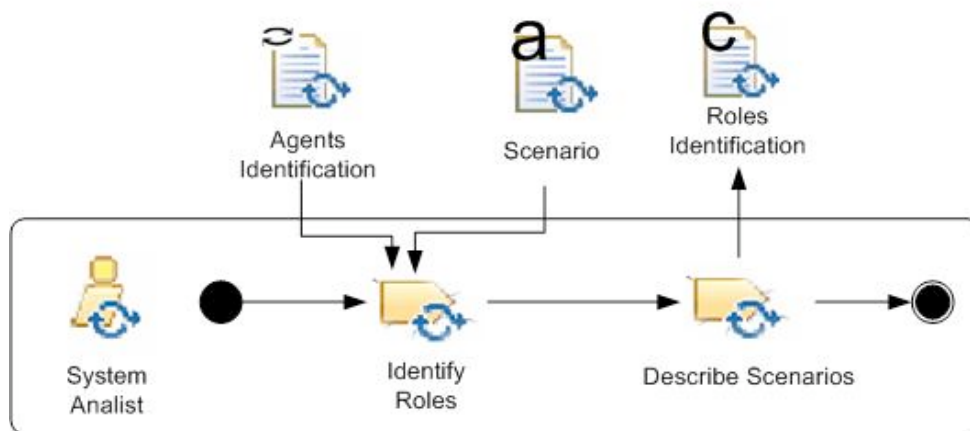 a
c
Agents
Identification
Scenario
Roles
Identification
System
Analist
Identify
Roles
Describe Scenarios